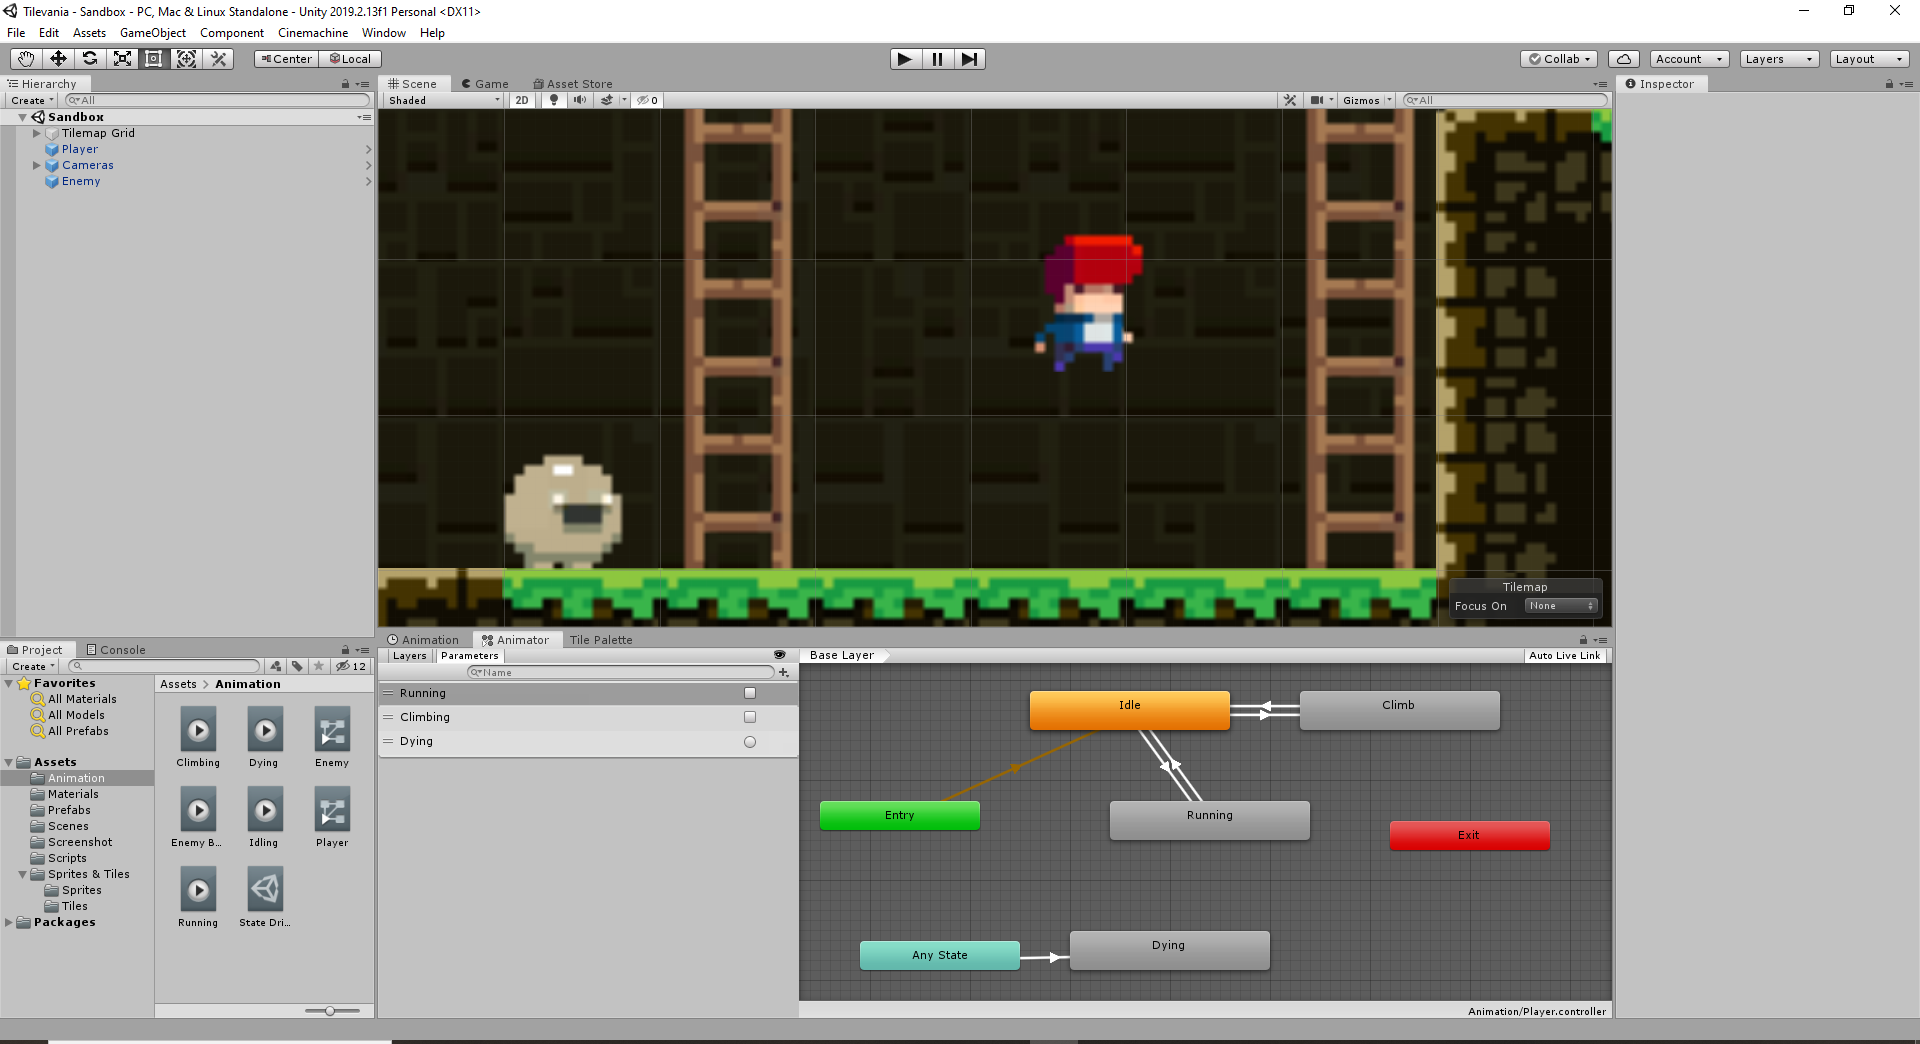 Tilevania - Sandbox - PC, Mac & Linux Standalone - Unity 2019.2.13f1 Personal <DX11>
File Edit Assets GameObject Component Cinemachine Window Help
Center Local Collab Account Layers Layout
Hierarchy
Create All
Sandbox
Tilemap Grid
Player
Cameras
Enemy
Scene Game Asset Store
Shaded 2D 0 Gizmos All
Tilemap
Focus On None
Inspector
Project Console
Create 12
Favorites
All Materials
All Models
All Prefabs
Assets
Animation
Materials
Prefabs
Scenes
Screenshot
Scripts
Sprites & Tiles
Sprites
Tiles
Packages
Assets > Animation
Climbing Dying Enemy
Enemy B... Idling Player
Running State Dri...
Animation Animator Tile Palette
Layers Parameters
Name
Running
Climbing
Dying
Base Layer Auto Live Link
Idle Climb
Entry Running
Exit
Any State Dying
Animation/Player.controller